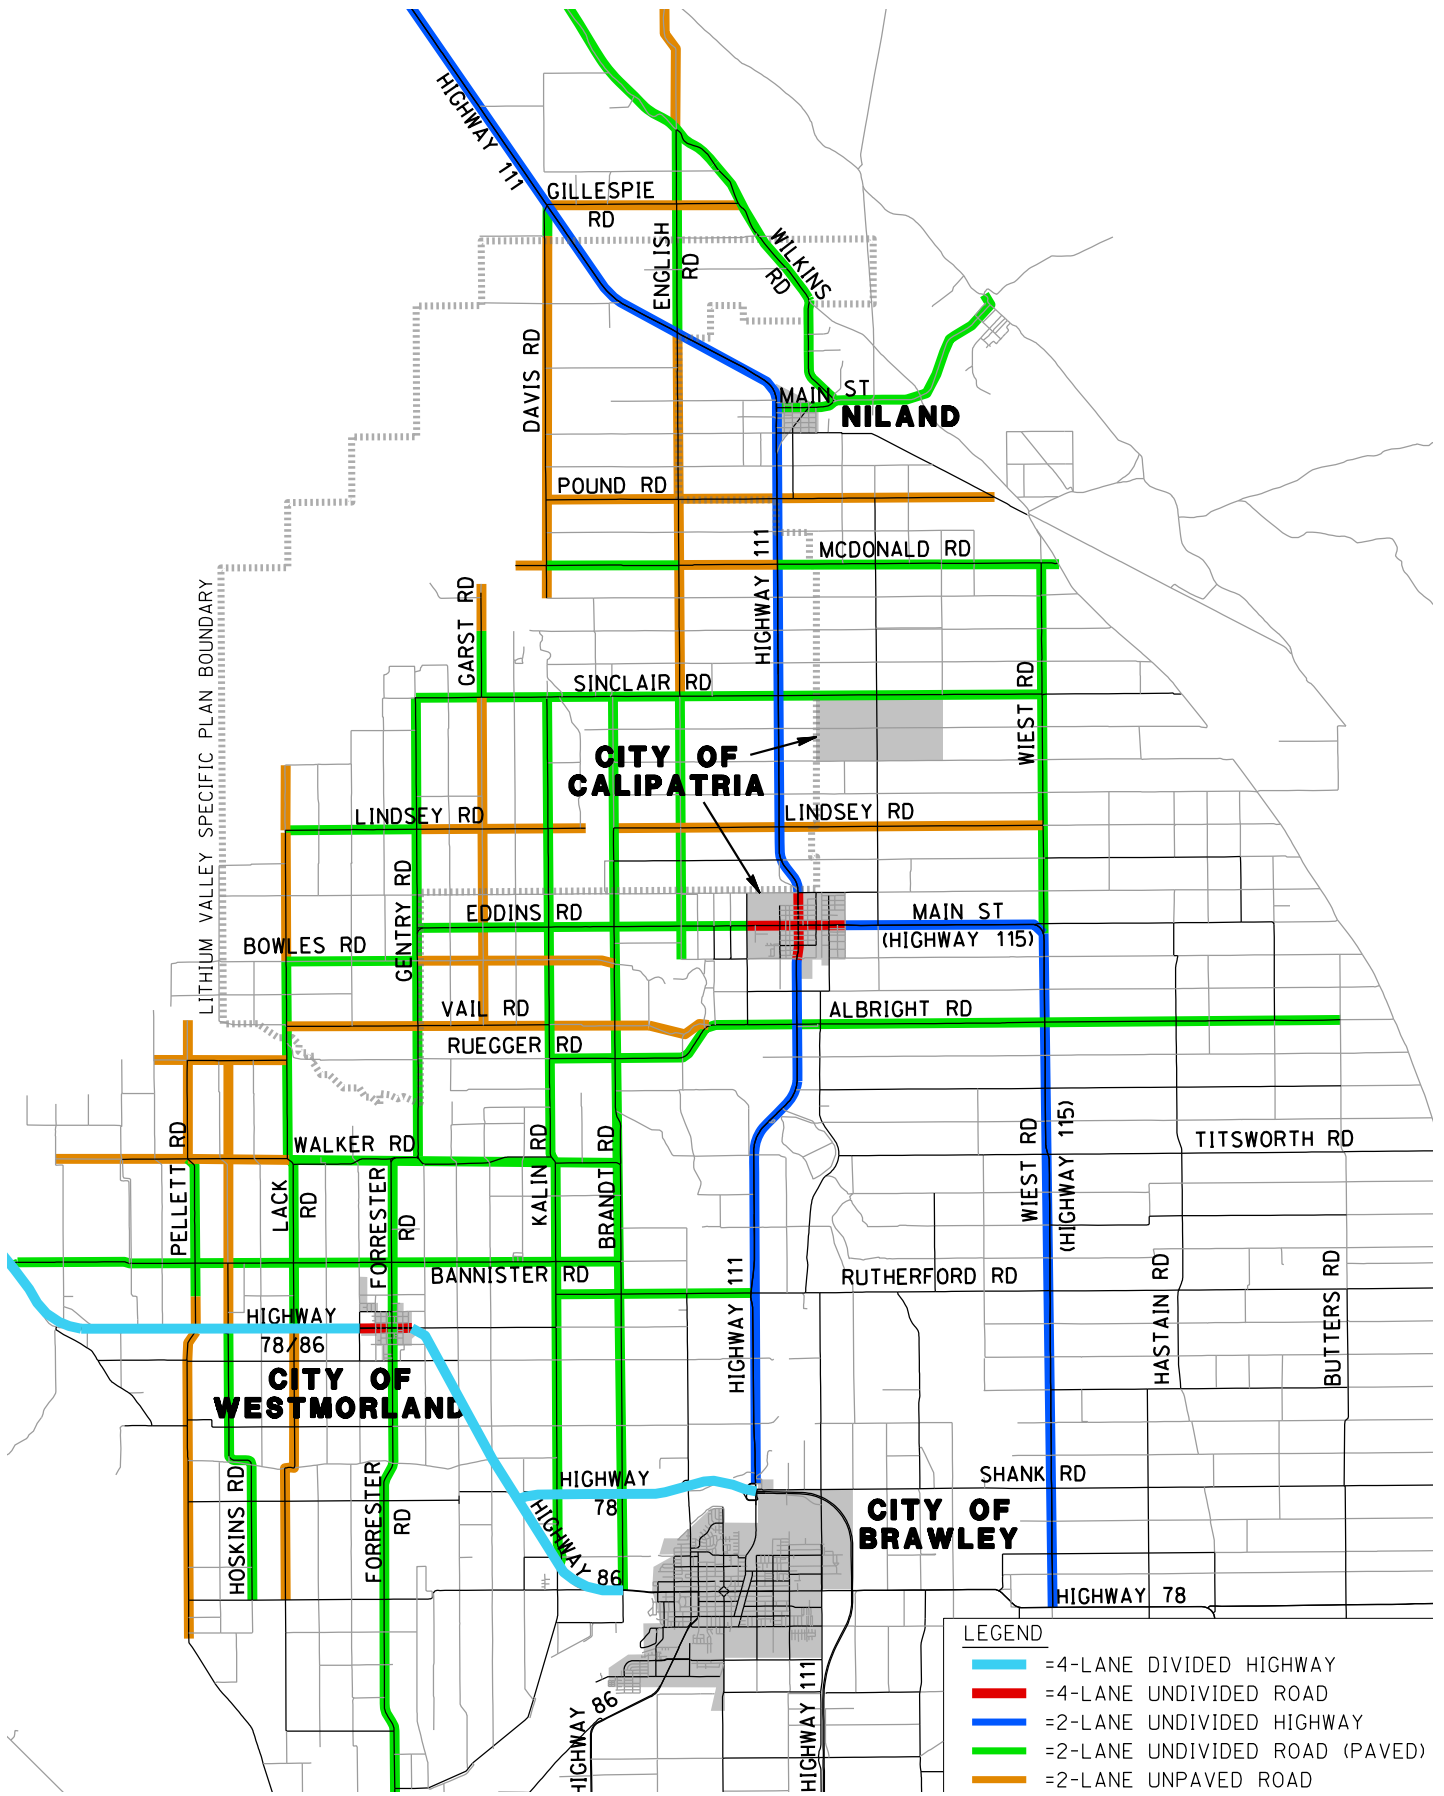 HIGHWAY 111
GILLESPIE
RD
ENGLISH
RD
WILKINS
RD
DAVIS RD
MAIN ST
NILAND
POUND RD
HIGHWAY 111
MCDONALD RD
LITHIUM VALLEY SPECIFIC PLAN BOUNDARY
GARST RD
SINCLAIR RD
WIEST RD
CITY OF
CALIPATRIA
LINDSEY RD
LINDSEY RD
GENTRY RD
EDDINS RD
MAIN ST
(HIGHWAY 115)
BOWLES RD
VAIL RD
ALBRIGHT RD
RUEGGER RD
PELLETT RD
WALKER RD
KALIN RD
BRANDT RD
WIEST RD
(HIGHWAY 115)
TITSWORTH RD
LACK
RD
FORRESTER
RD
BANNISTER RD
HIGHWAY 111
RUTHERFORD RD
HASTAIN RD
BUTTERS RD
HIGHWAY
78/86
CITY OF
WESTMORLAND
HOSKINS RD
FORRESTER
RD
HIGHWAY
78
HIGHWAY 86
SHANK RD
CITY OF
BRAWLEY
HIGHWAY 78
HIGHWAY 86
HIGHWAY 111
LEGEND
=4-LANE DIVIDED HIGHWAY
=4-LANE UNDIVIDED ROAD
=2-LANE UNDIVIDED HIGHWAY
=2-LANE UNDIVIDED ROAD (PAVED)
=2-LANE UNPAVED ROAD